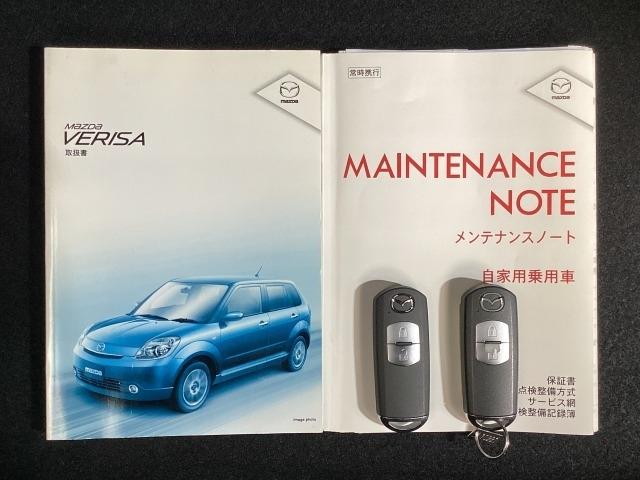 mazda
MAZDA
VERISA
取扱書
image photo
常時携行
mazda
MAINTENANCE
NOTE
メンテナンスノート
自家用乗用車
保証書
点検整備方式
サービス網
検整備記録簿